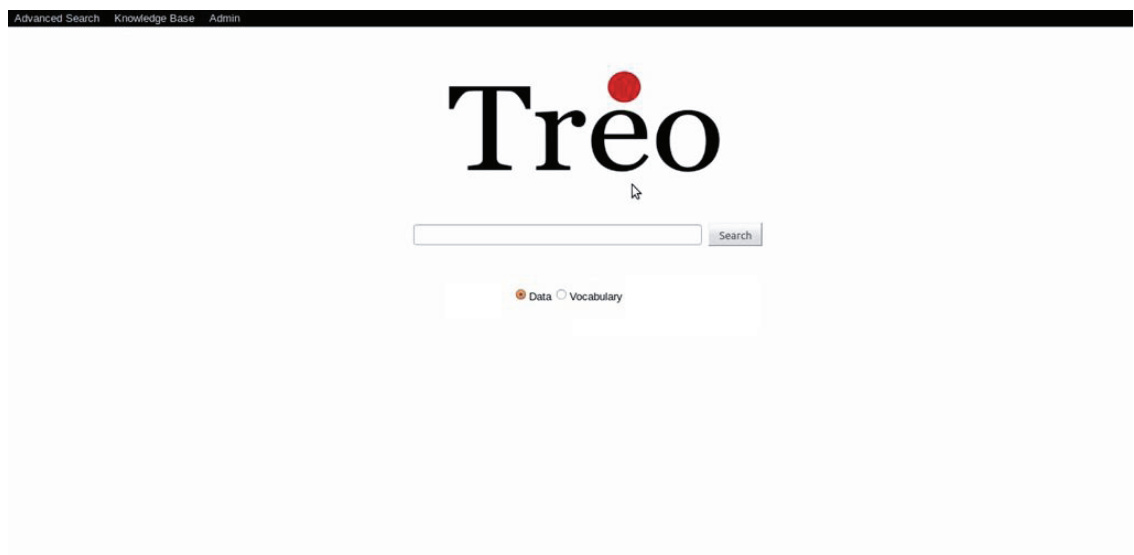 Advanced Search Knowledge Base Admin
Treo
Search
Data Vocabulary